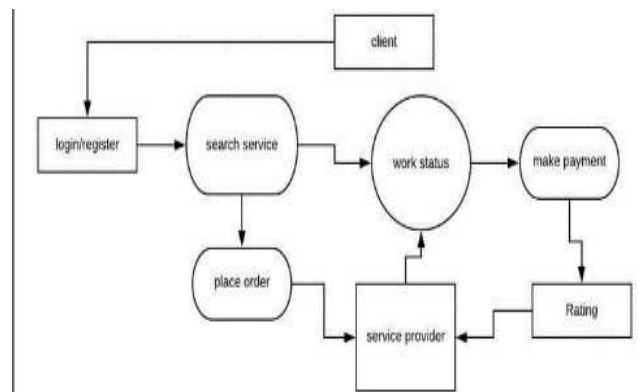 client
login/register
search service
work status
make payment
place order
service provider
Rating